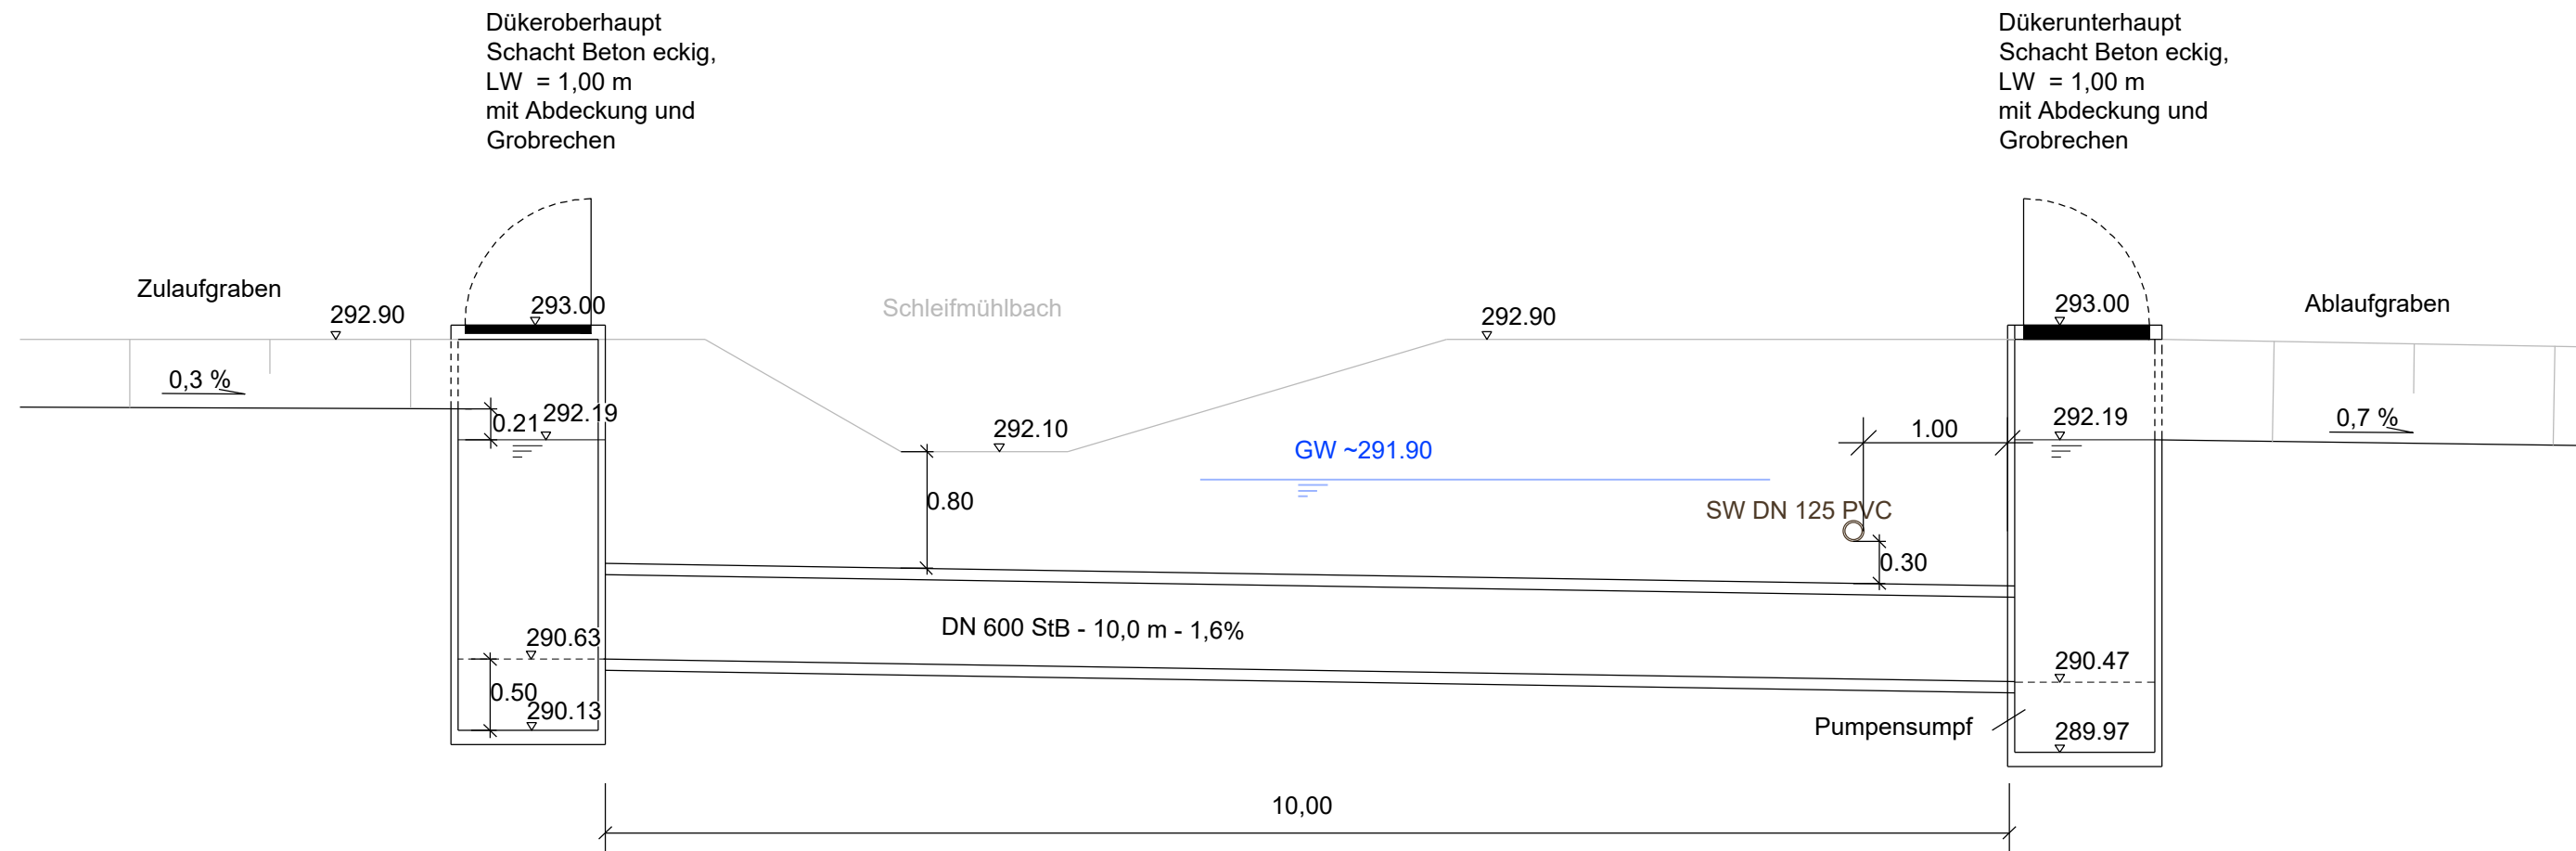 Dükeroberhaupt
Schacht Beton eckig,
LW = 1,00 m
mit Abdeckung und
Grobrechen
Dükerunterhaupt
Schacht Beton eckig,
LW = 1,00 m
mit Abdeckung und
Grobrechen
Zulaufgraben
292.90
293.00
Schleifmühlbach
292.90
293.00
Ablaufgraben
0,3 %
0.21
292.19
292.10
GW ~291.90
1.00
292.19
0,7 %
0.80
SW DN 125 PVC
0.30
DN 600 StB - 10,0 m - 1,6%
290.63
0.50
290.13
290.47
Pumpensumpf
289.97
10,00